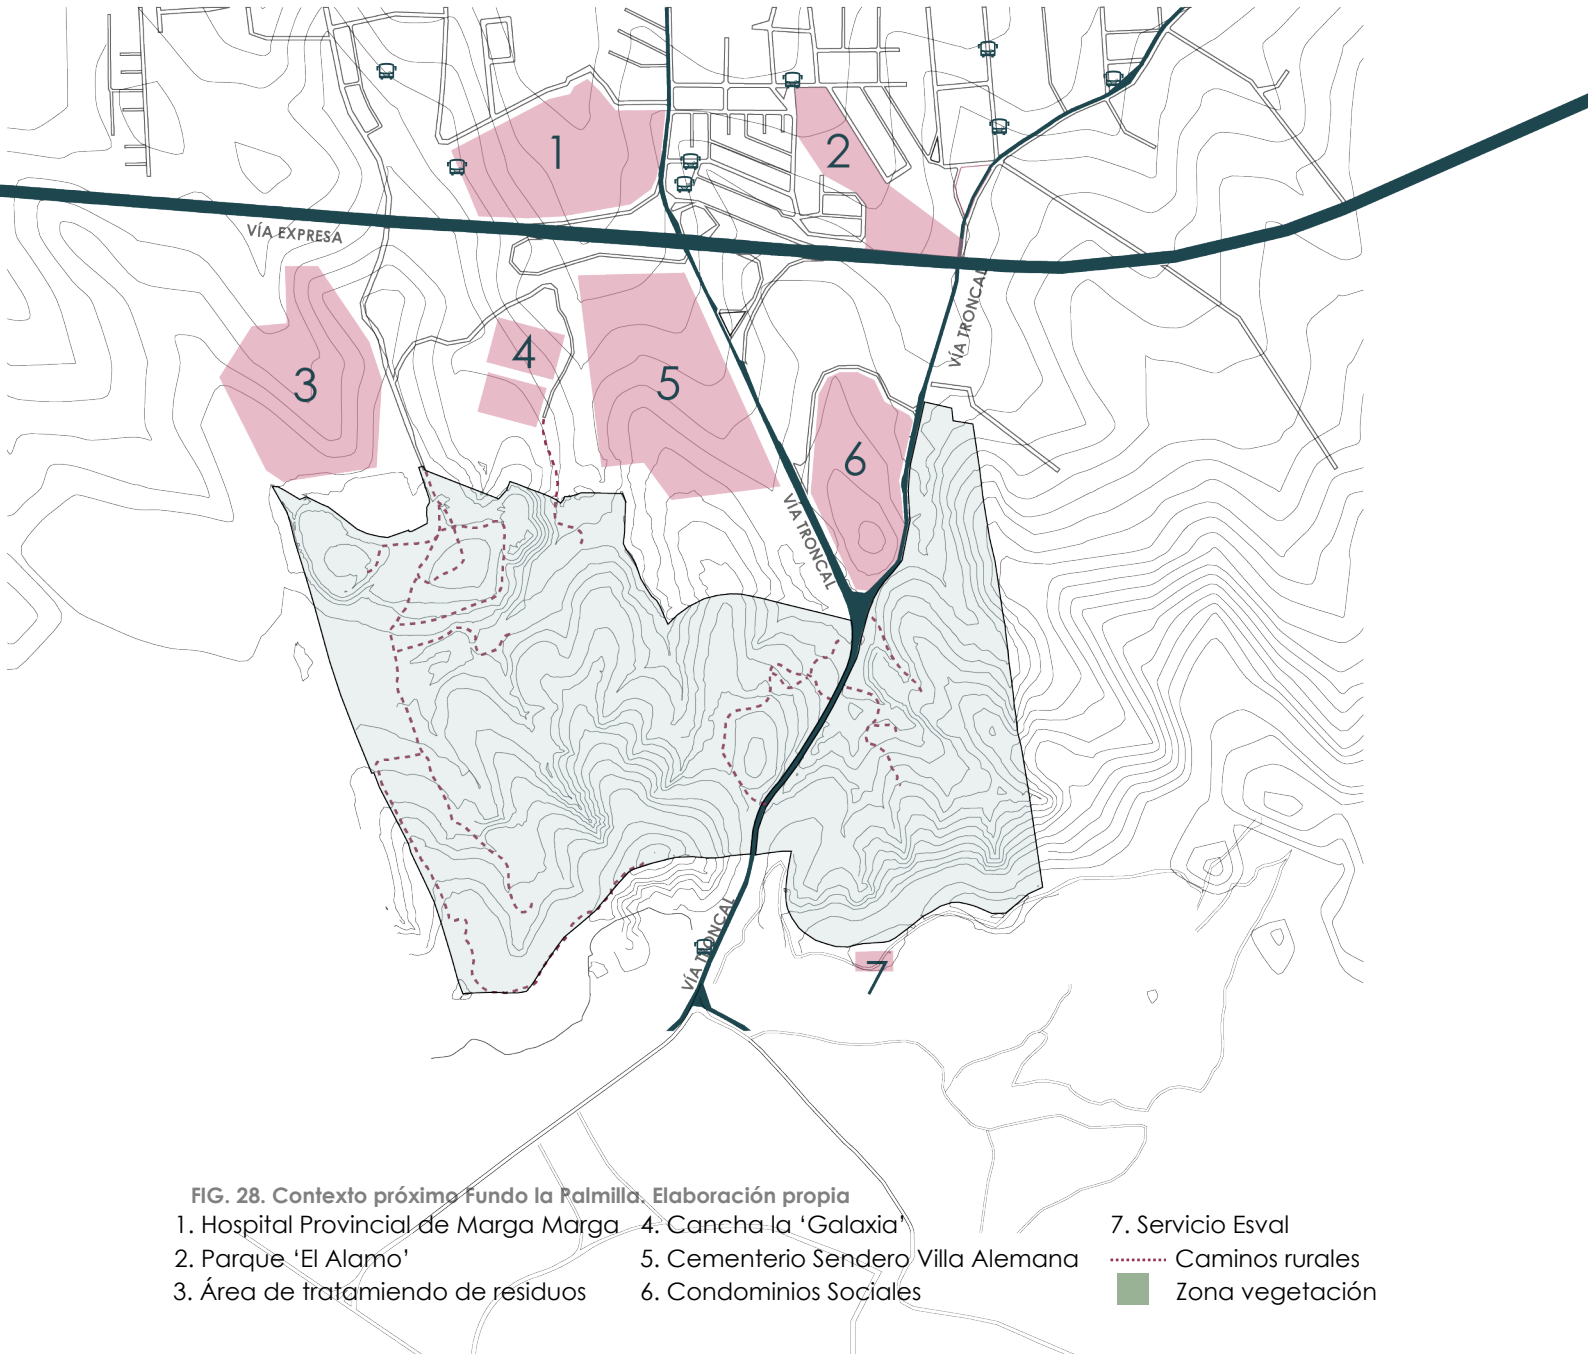 1
2
VÍA EXPRESA
VÍA TRONCAL
3
4
5
6
VÍA TRONCAL
VÍA TRONCAL
7
FIG. 28. Contexto próximo Fundo la Palmilla. Elaboración propia
1. Hospital Provincial de Marga Marga
2. Parque ‘El Alamo’
3. Área de tratamiendo de residuos
4. Cancha la ‘Galaxia’
5. Cementerio Sendero Villa Alemana
6. Condominios Sociales
7. Servicio Esval
Caminos rurales
Zona vegetación